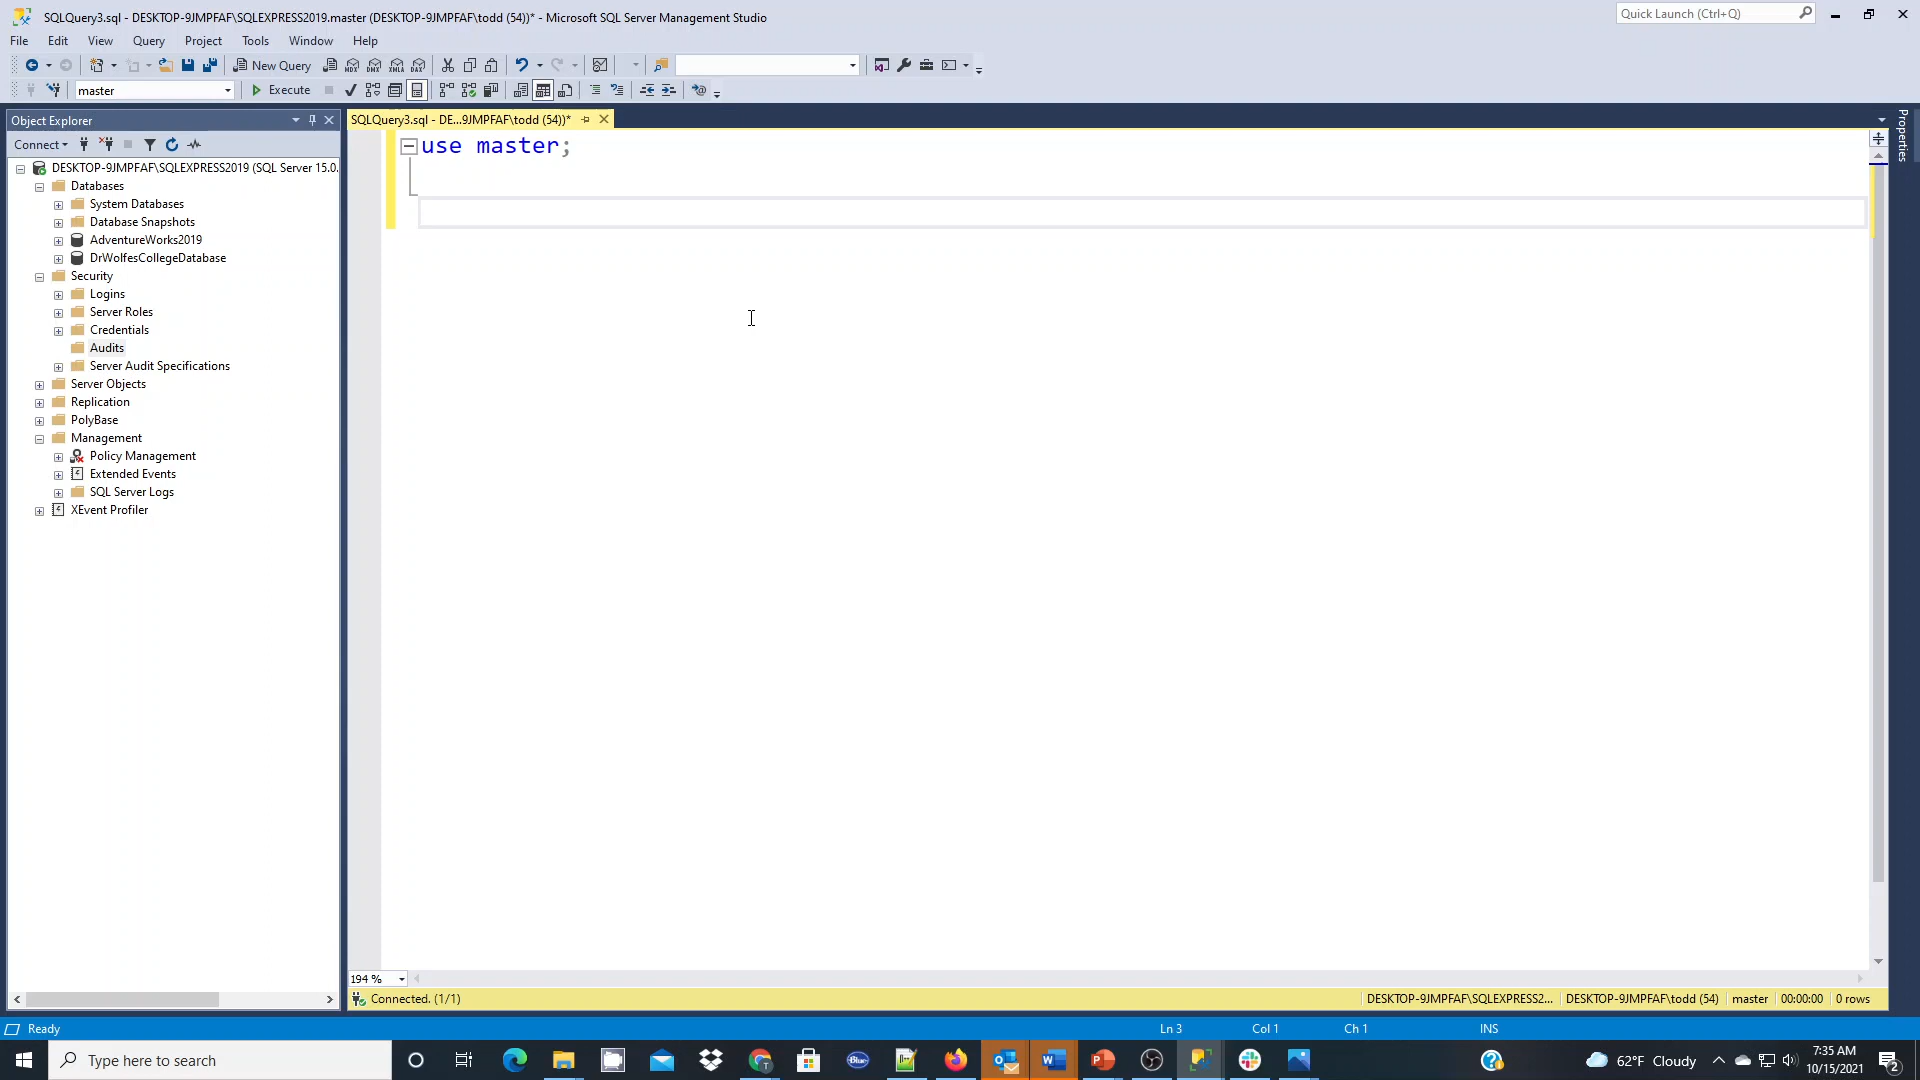 SQLQuery3.sql - DESKTOP-9JMPFAF\SQLEXPRESS2019.master (DESKTOP-9JMPFAF\todd (54))* - Microsoft SQL Server Management Studio
Quick Launch (Ctrl+Q)
File Edit View Query Project Tools Window Help
New Query MDX DMX XMLA DAX
master Execute
Object Explorer
SQLQuery3.sql - DE...9JMPFAF\todd (54))*
Properties
Connect
use master;
DESKTOP-9JMPFAF\SQLEXPRESS2019 (SQL Server 15.0.
Databases
System Databases
Database Snapshots
AdventureWorks2019
DrWolfesCollegeDatabase
Security
Logins
Server Roles
Credentials
Audits
Server Audit Specifications
Server Objects
Replication
PolyBase
Management
Policy Management
Extended Events
SQL Server Logs
XEvent Profiler
194 %
Connected. (1/1)
DESKTOP-9JMPFAF\SQLEXPRESS2... DESKTOP-9JMPFAF\todd (54) master 00:00:00 0 rows
Ready Ln 3 Col 1 Ch 1 INS
Type here to search
Blue
62°F Cloudy
7:35 AM
10/15/2021
2